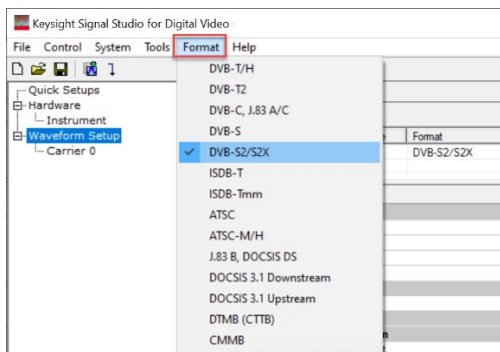 Keysight Signal Studio for Digital Video
File Control System Tools Format Help
Quick Setups
Hardware
Instrument
Waveform Setup
Carrier 0
DVB-T/H
DVB-T2
DVB-C, J.83 A/C
DVB-S
DVB-S2/S2X
ISDB-T
ISDB-Tmm
ATSC
ATSC-M/H
J.83 B, DOCSIS DS
DOCSIS 3.1 Downstream
DOCSIS 3.1 Upstream
DTMB (CTTB)
CMMB
Format
DVB-S2/S2X